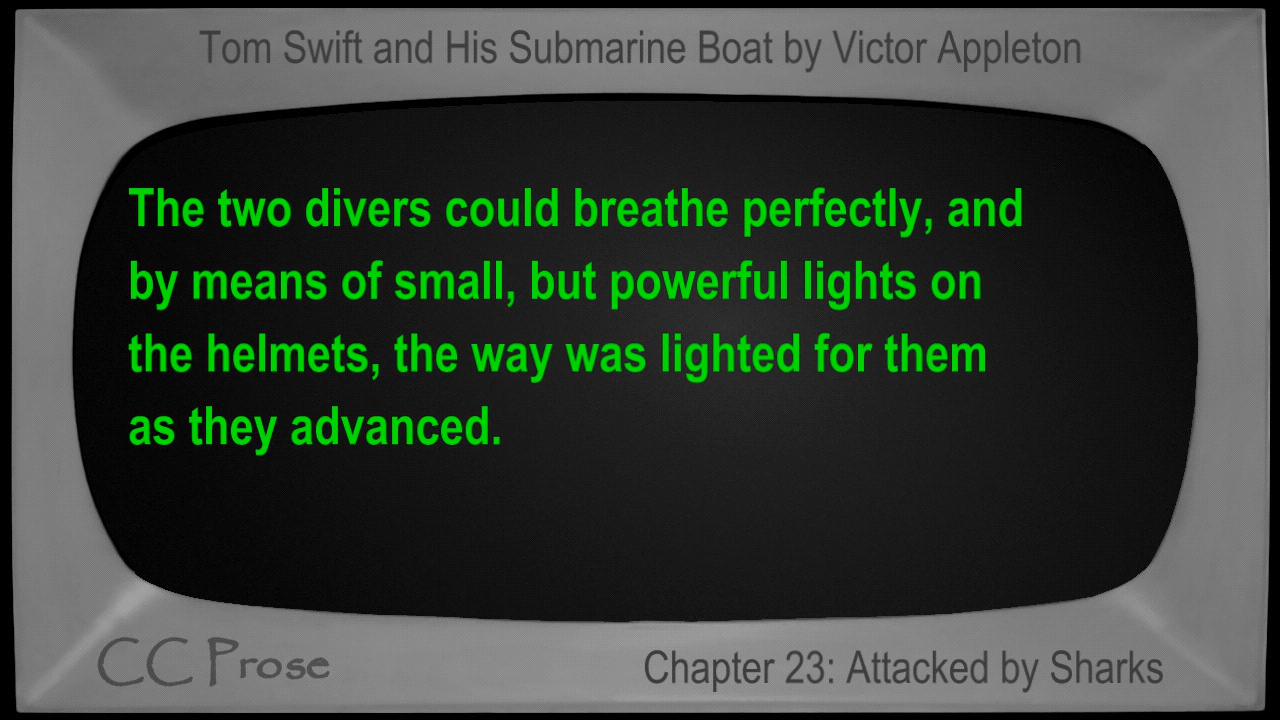 Tom Swift and His Submarine Boat by Victor Appleton
The two divers could breathe perfectly, and
by means of small, but powerful lights on
the helmets, the way was lighted for them
as they advanced.
CC Prose
Chapter 23: Attacked by Sharks